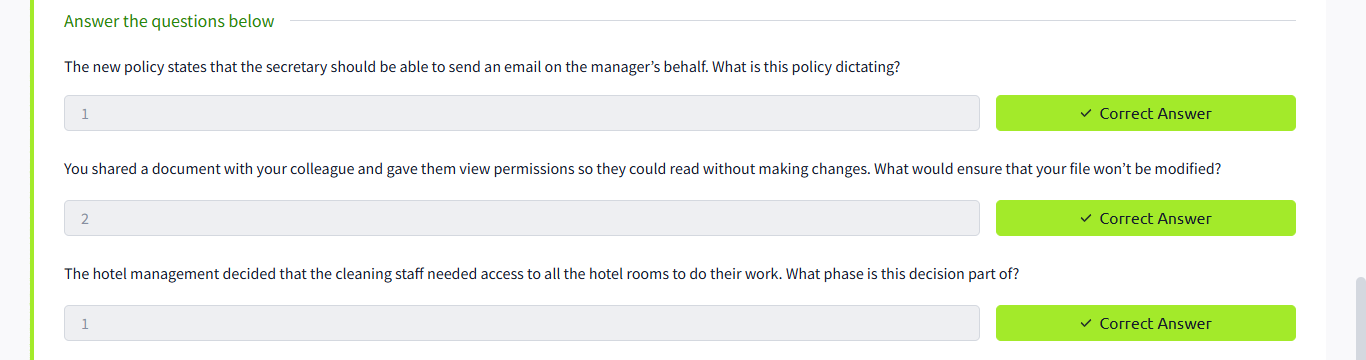 Answer the questions below
The new policy states that the secretary should be able to send an email on the manager’s behalf. What is this policy dictating?
1
✓ Correct Answer
You shared a document with your colleague and gave them view permissions so they could read without making changes. What would ensure that your file won’t be modified?
2
✓ Correct Answer
The hotel management decided that the cleaning staff needed access to all the hotel rooms to do their work. What phase is this decision part of?
1
✓ Correct Answer